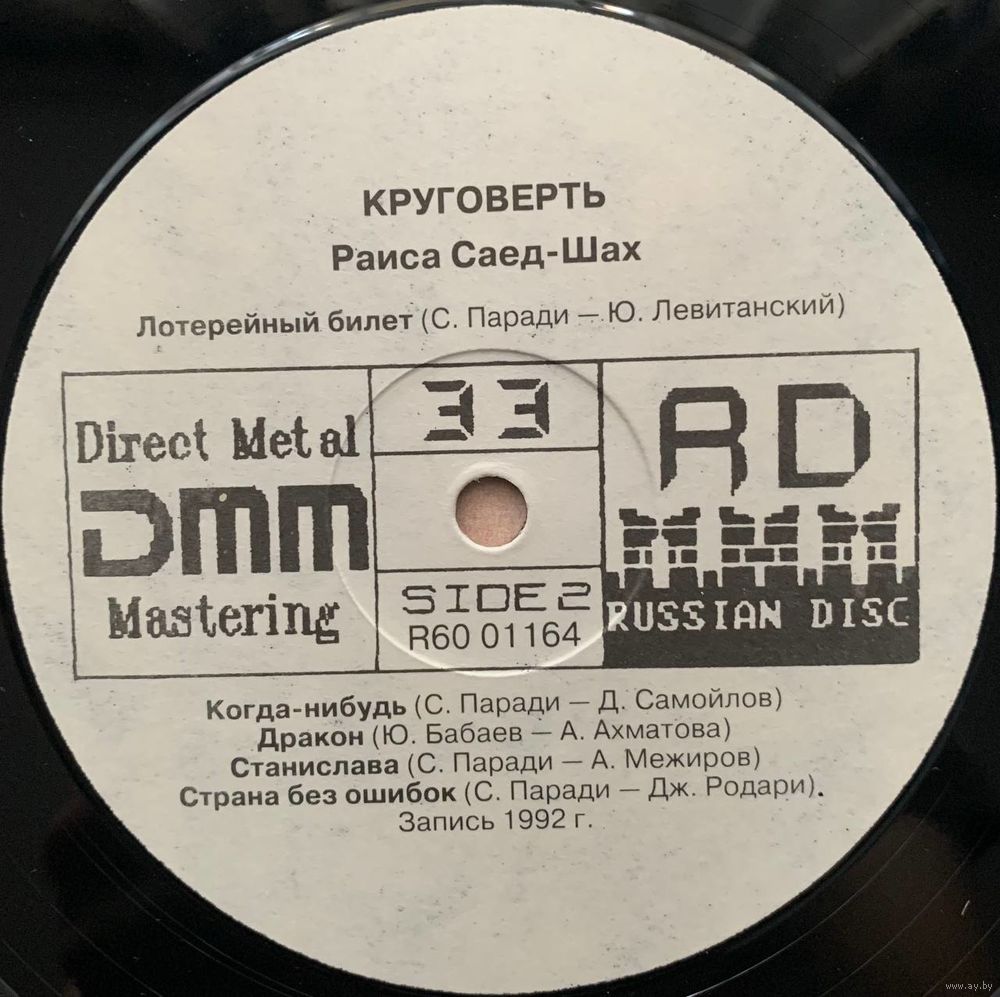 КРУГОВЕРТЬ
Раиса Саед-Шах
Лотерейный билет (С. Паради — Ю. Левитанский)
Direct Metal
DMM
Mastering
33
SIDE 2
R60 01164
RD
RUSSIAN DISC
Когда-нибудь (С. Паради — Д. Самойлов)
Дракон (Ю. Бабаев — А. Ахматова)
Станислава (С. Паради — А. Межиров)
Страна без ошибок (С. Паради — Дж. Родари).
Запись 1992 г.
www.ay.by